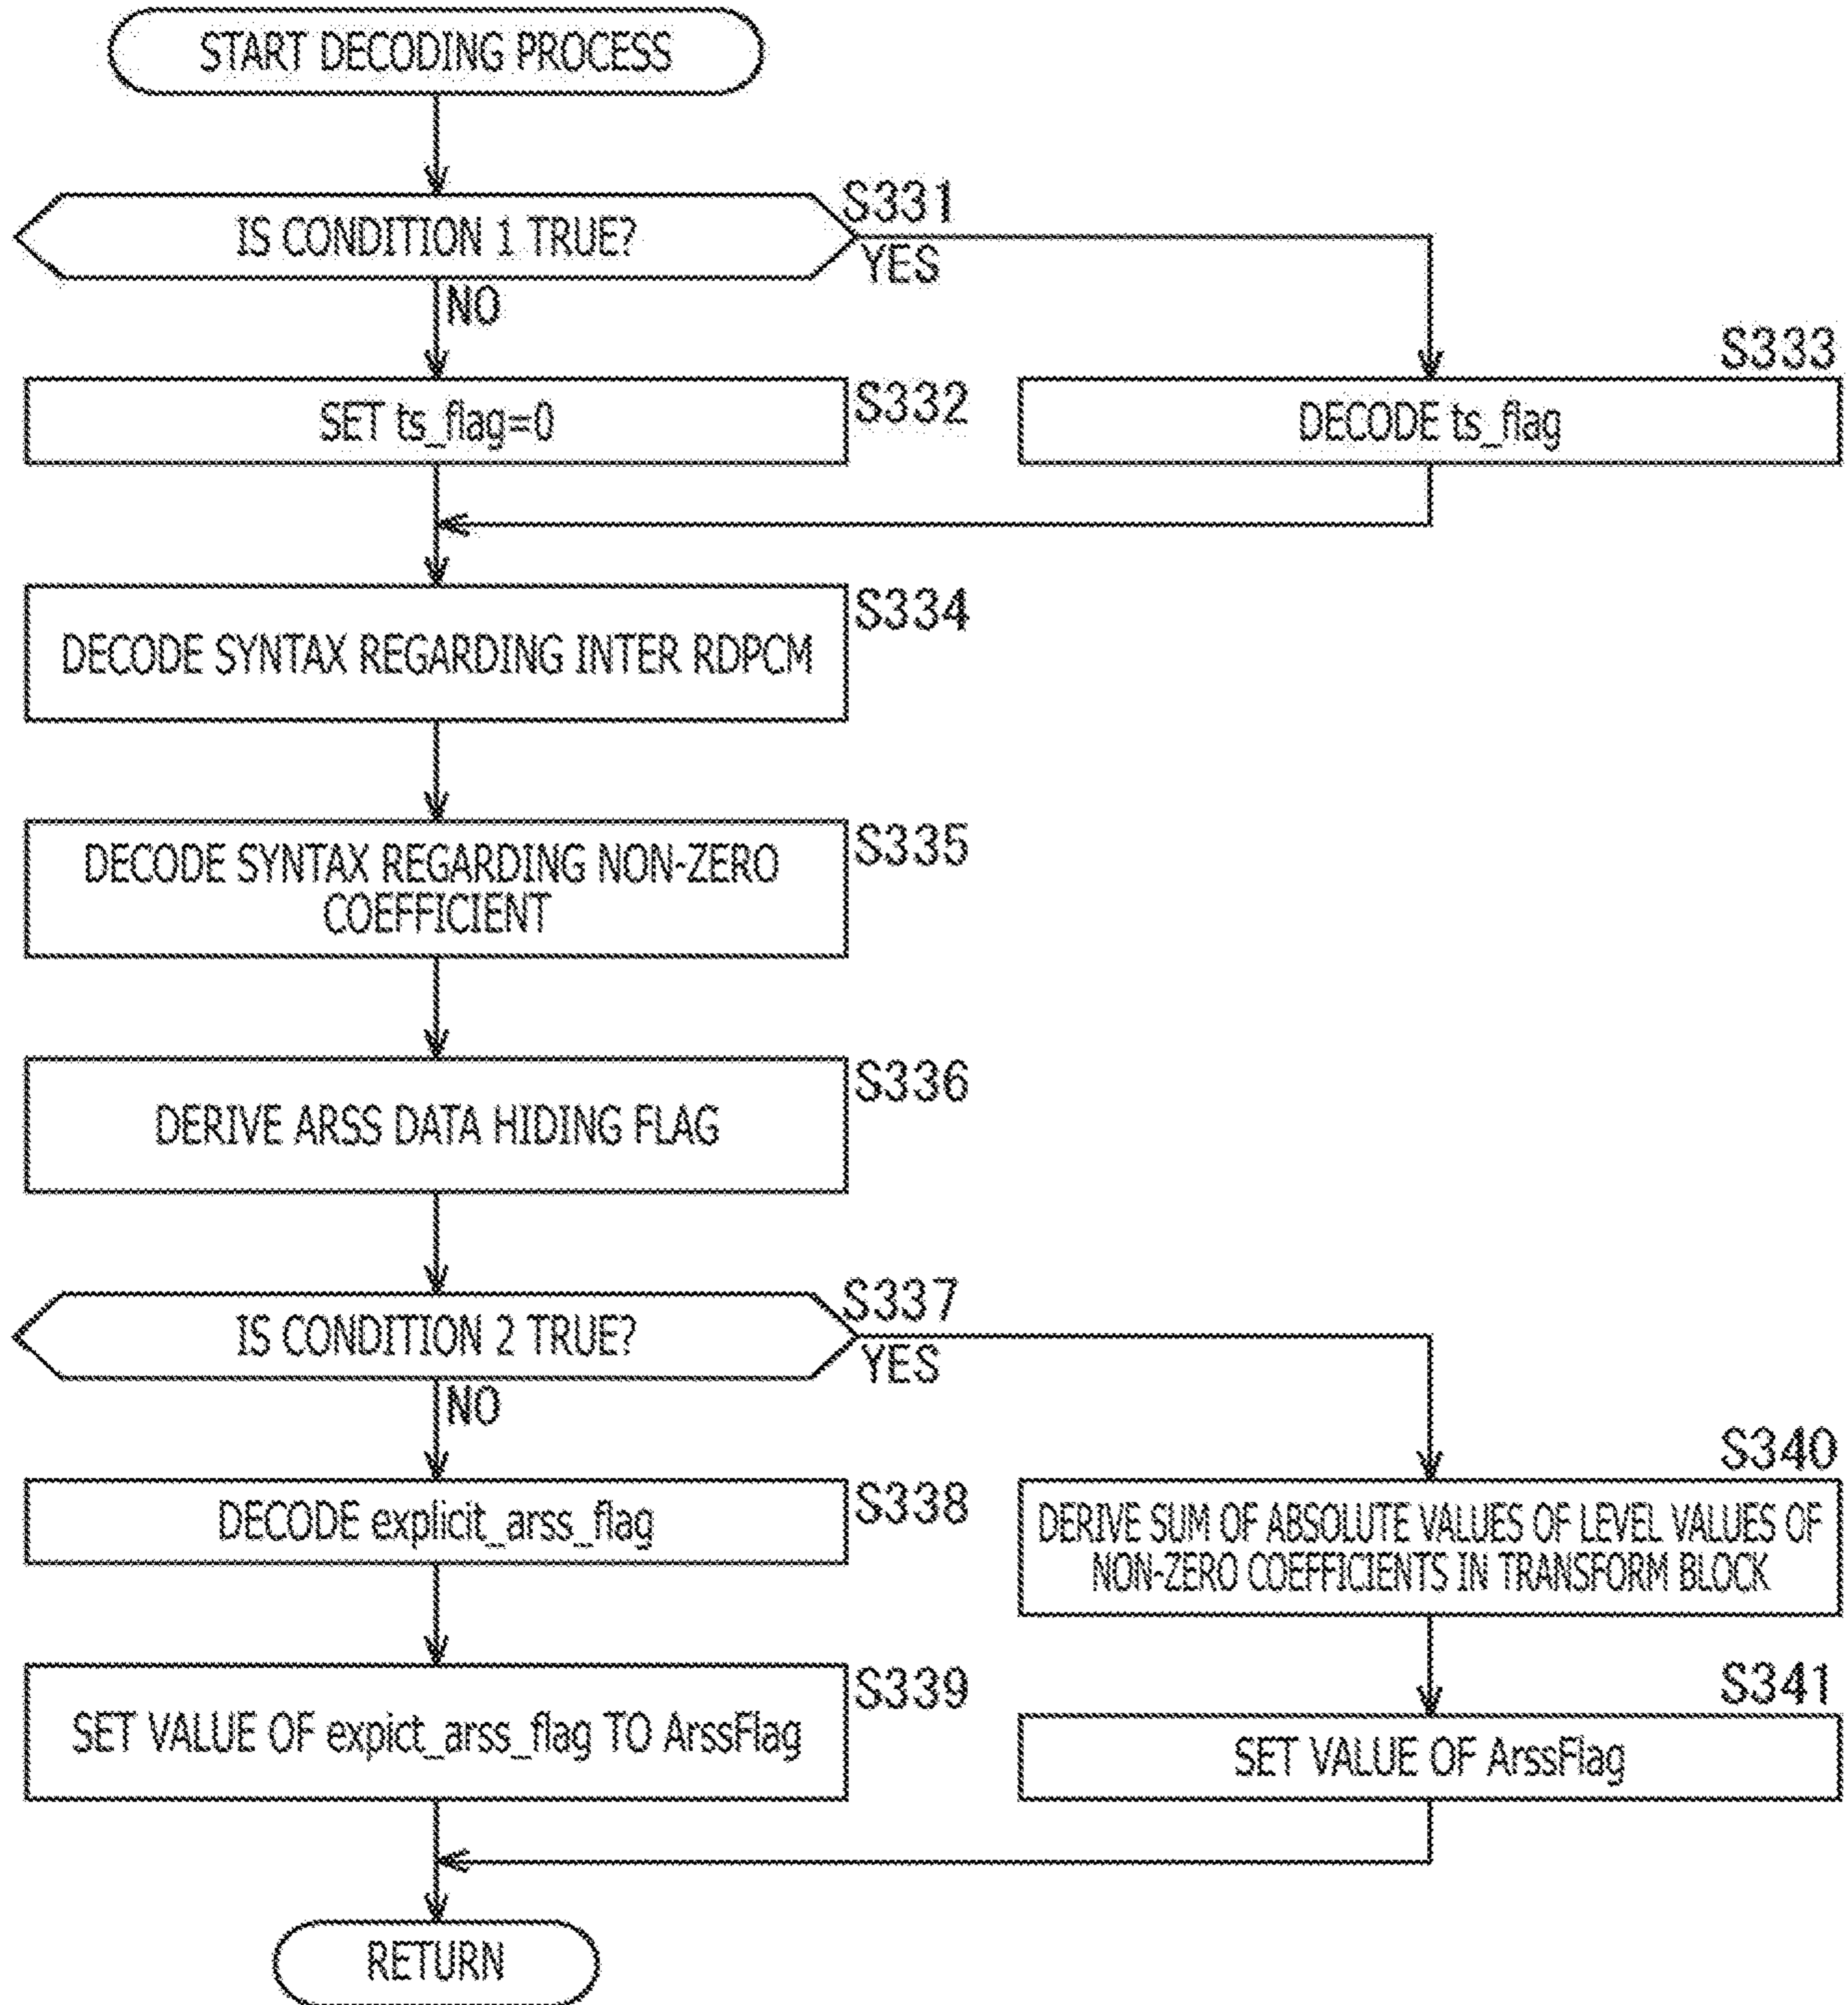 START DECODING PROCESS
IS CONDITION 1 TRUE?
S331
YES
NO
SET ts_flag=0
S332
S333
DECODE ts_flag
DECODE SYNTAX REGARDING INTER RDPCM
S334
DECODE SYNTAX REGARDING NON-ZERO
COEFFICIENT
S335
DERIVE ARSS DATA HIDING FLAG
S336
IS CONDITION 2 TRUE?
S337
YES
NO
DECODE explicit_arss_flag
S338
S340
DERIVE SUM OF ABSOLUTE VALUES OF LEVEL VALUES OF
NON-ZERO COEFFICIENTS IN TRANSFORM BLOCK
SET VALUE OF expict_arss_flag TO ArssFlag
S339
S341
SET VALUE OF ArssFlag
RETURN